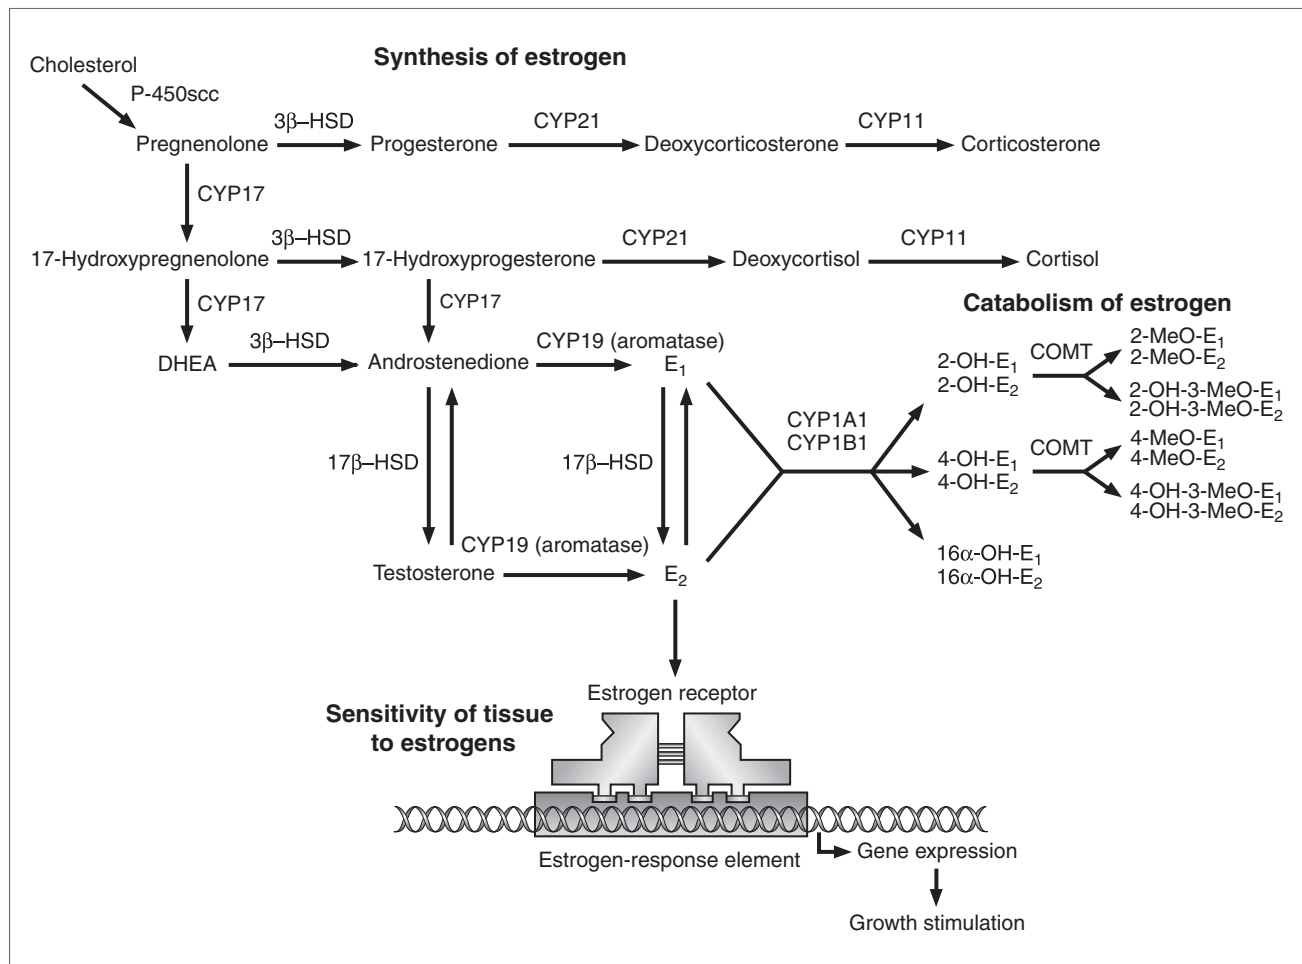 Synthesis of estrogen
Cholesterol
P-450scc
Pregnenolone
3β–HSD
Progesterone
CYP21
Deoxycorticosterone
CYP11
Corticosterone
CYP17
17-Hydroxypregnenolone
3β–HSD
17-Hydroxyprogesterone
CYP21
Deoxycortisol
CYP11
Cortisol
CYP17
CYP17
DHEA
3β–HSD
Androstenedione
CYP19 (aromatase)
E₁
17β–HSD
17β–HSD
Testosterone
CYP19 (aromatase)
E₂
Catabolism of estrogen
CYP1A1
CYP1B1
2-OH-E₁
2-OH-E₂
COMT
2-MeO-E₁
2-MeO-E₂
2-OH-3-MeO-E₁
2-OH-3-MeO-E₂
4-OH-E₁
4-OH-E₂
COMT
4-MeO-E₁
4-MeO-E₂
4-OH-3-MeO-E₁
4-OH-3-MeO-E₂
16α-OH-E₁
16α-OH-E₂
Estrogen receptor
Sensitivity of tissue
to estrogens
Estrogen-response element
Gene expression
Growth stimulation